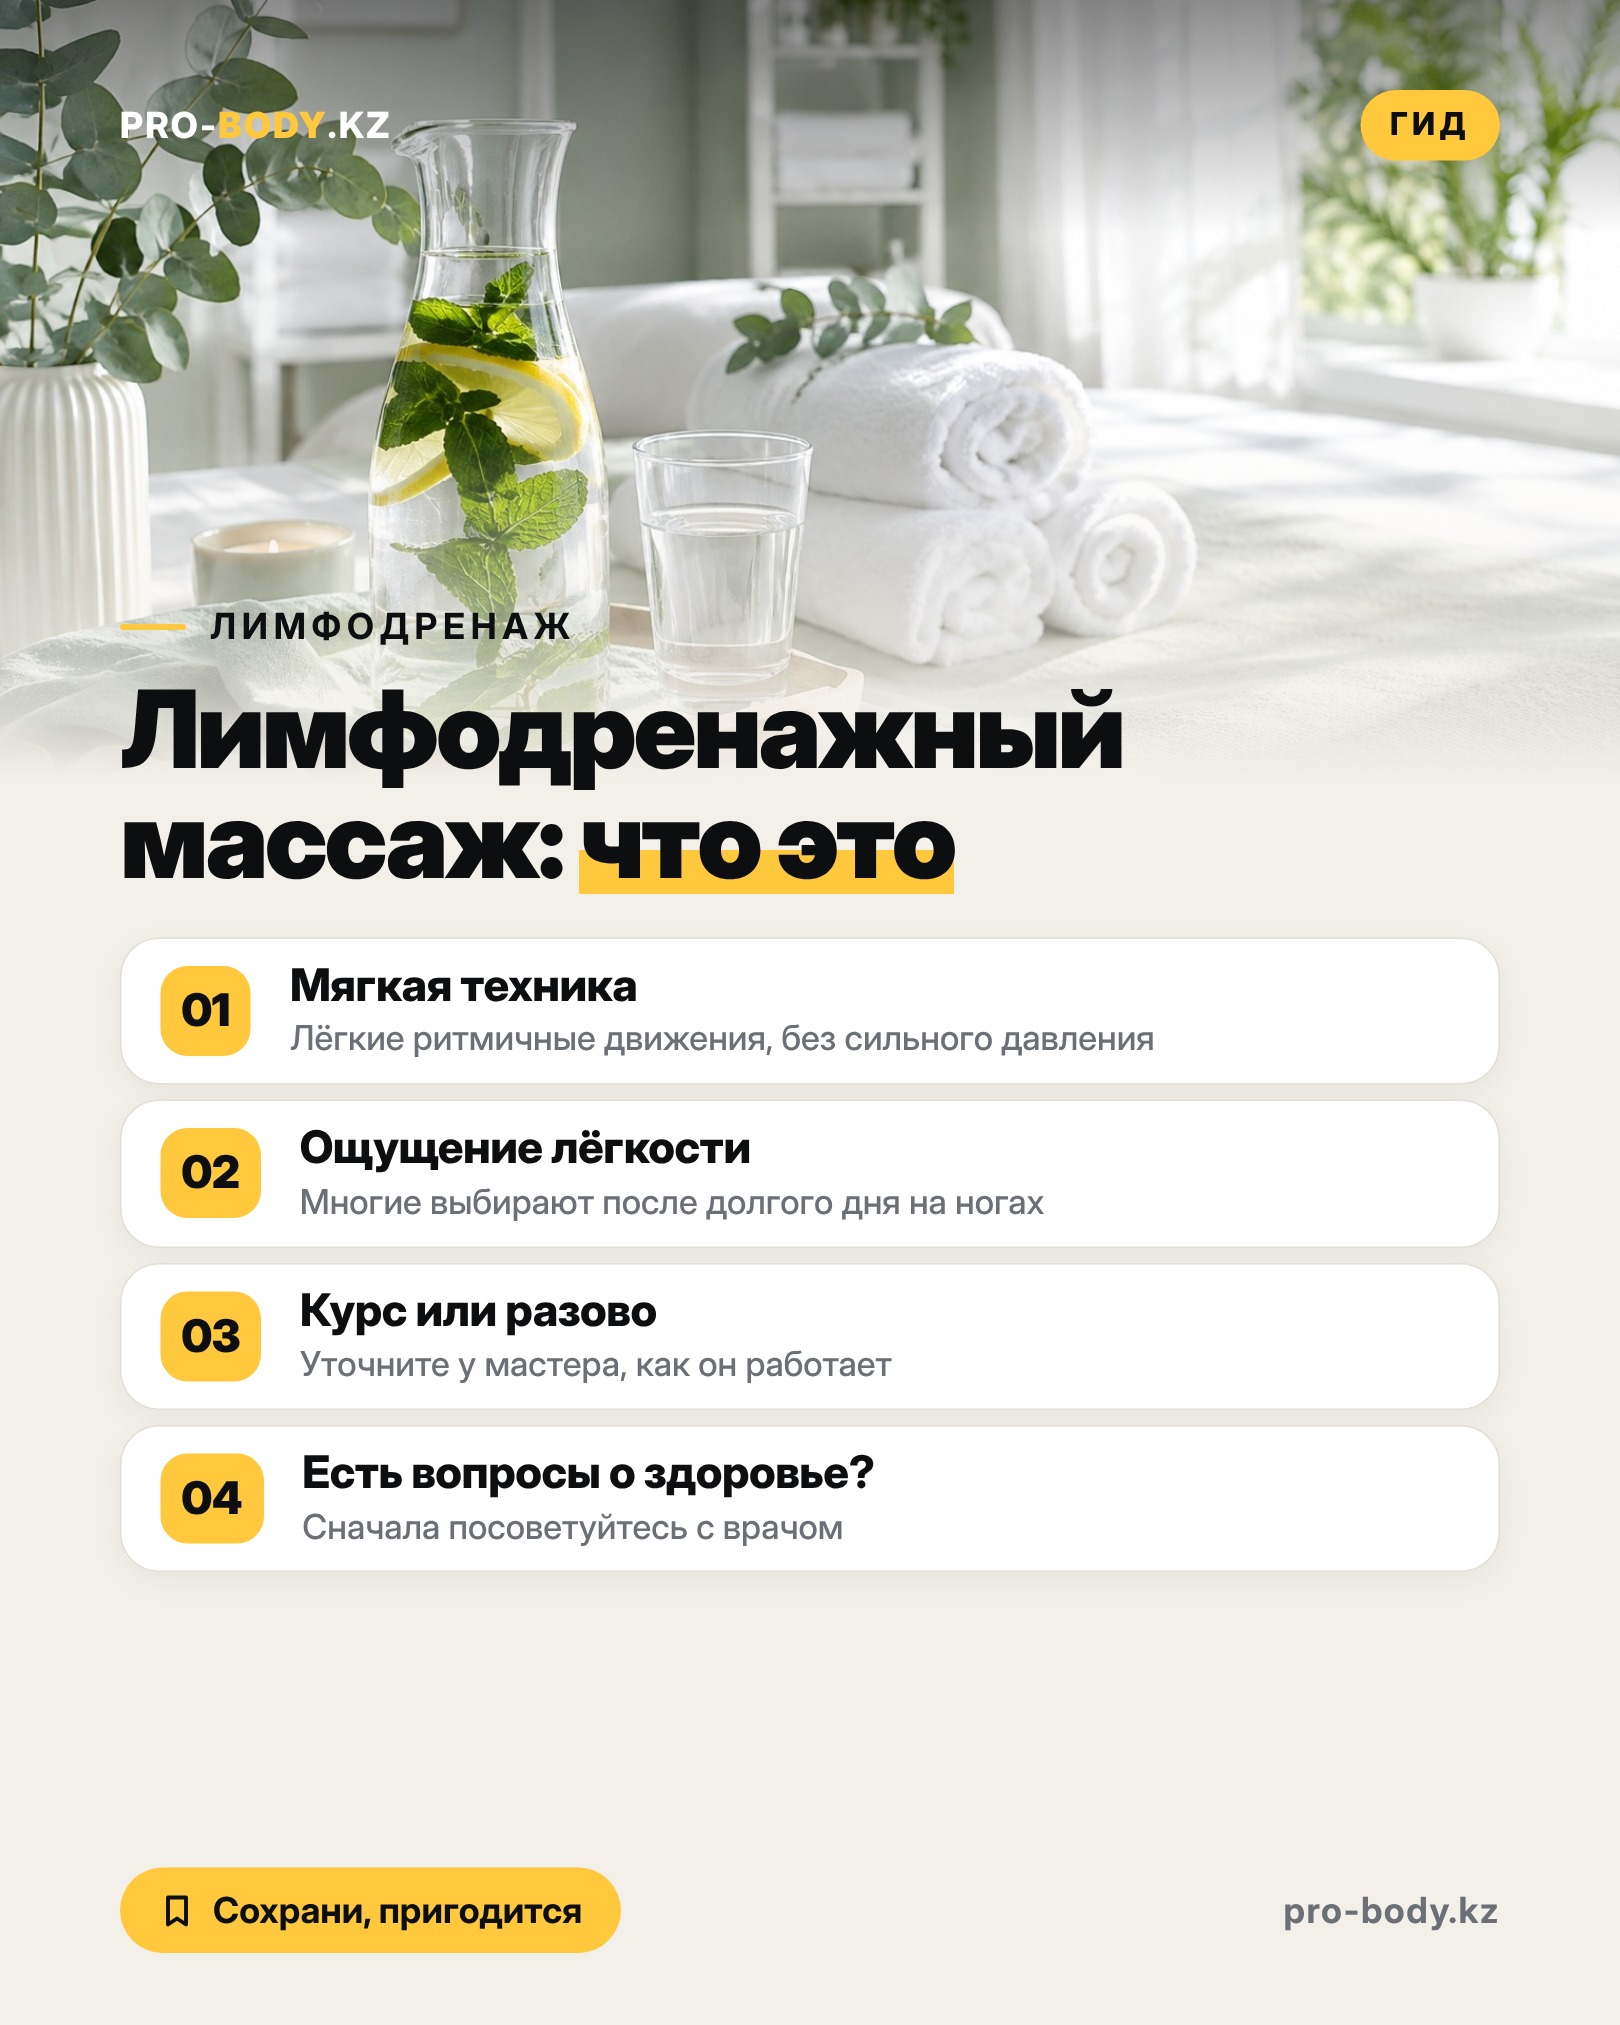 PRO-BODY.KZ
ГИД
ЛИМФОДРЕНАЖ
Лимфодренажный
массаж: что это
01
Мягкая техника
Лёгкие ритмичные движения, без сильного давления
02
Ощущение лёгкости
Многие выбирают после долгого дня на ногах
03
Курс или разово
Уточните у мастера, как он работает
04
Есть вопросы о здоровье?
Сначала посоветуйтесь с врачом
Сохрани, пригодится
pro-body.kz